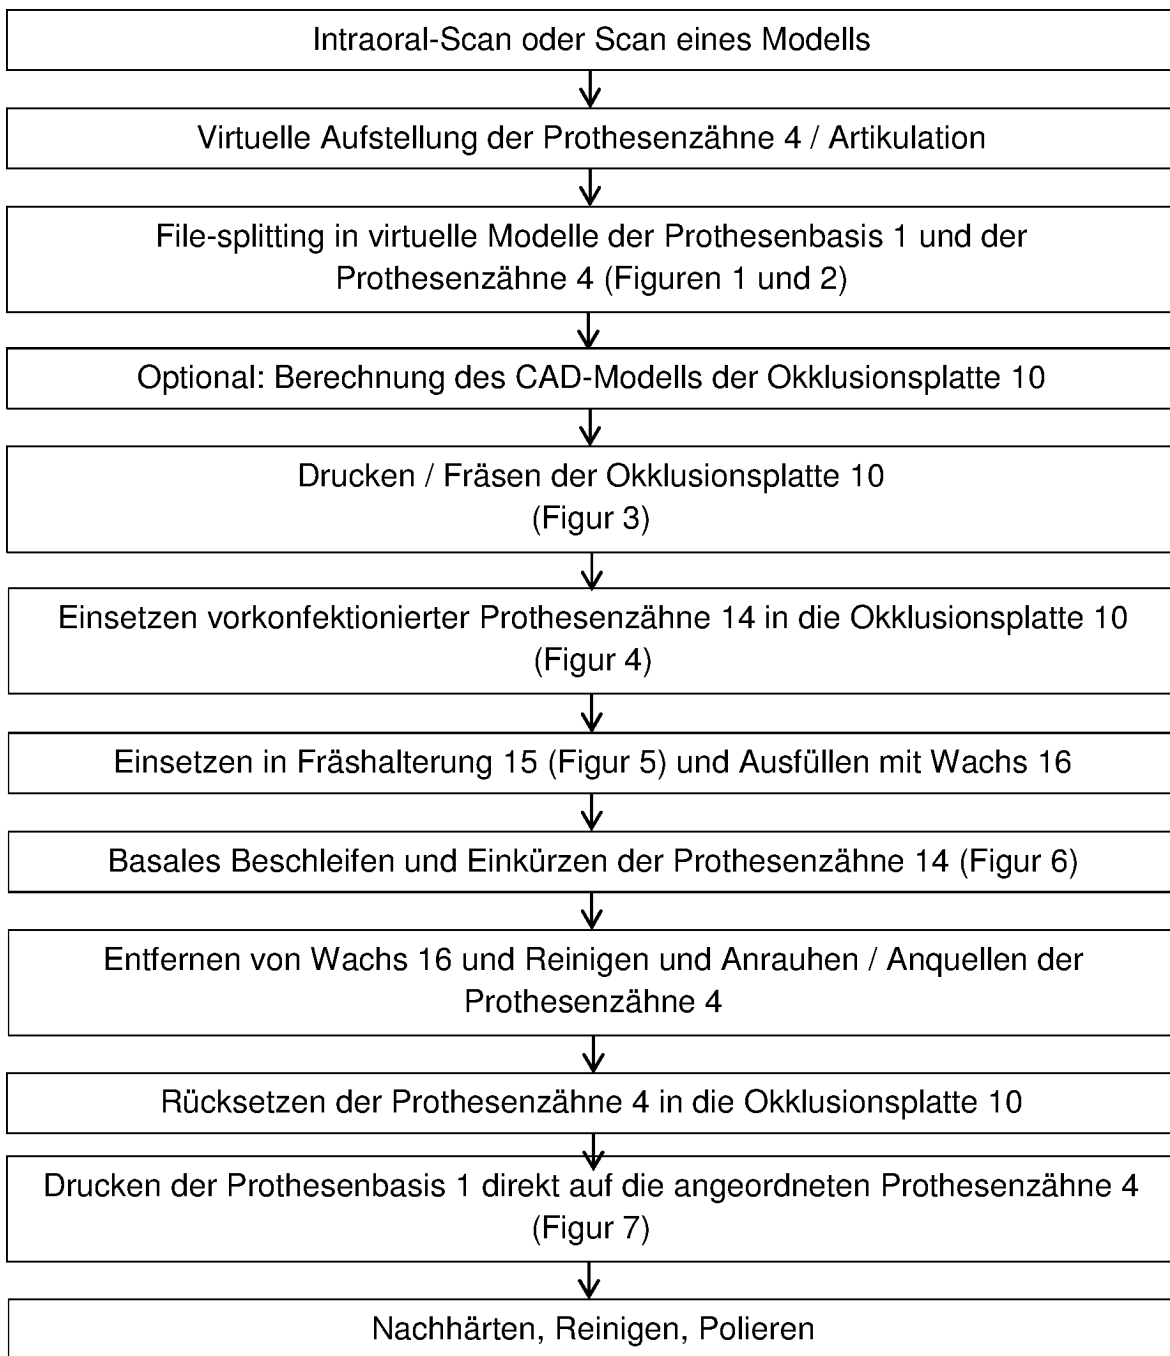 Intraoral-Scan oder Scan eines Modells
Virtuelle Aufstellung der Prothesenzähne 4 / Artikulation
File-splitting in virtuelle Modelle der Prothesenbasis 1 und der
Prothesenzähne 4 (Figuren 1 und 2)
Optional: Berechnung des CAD-Modells der Okklusionsplatte 10
Drucken / Fräsen der Okklusionsplatte 10
(Figur 3)
Einsetzen vorkonfektionierter Prothesenzähne 14 in die Okklusionsplatte 10
(Figur 4)
Einsetzen in Fräshalterung 15 (Figur 5) und Ausfüllen mit Wachs 16
Basales Beschleifen und Einkürzen der Prothesenzähne 14 (Figur 6)
Entfernen von Wachs 16 und Reinigen und Anrauhen / Anquellen der
Prothesenzähne 4
Rücksetzen der Prothesenzähne 4 in die Okklusionsplatte 10
Drucken der Prothesenbasis 1 direkt auf die angeordneten Prothesenzähne 4
(Figur 7)
Nachhärten, Reinigen, Polieren